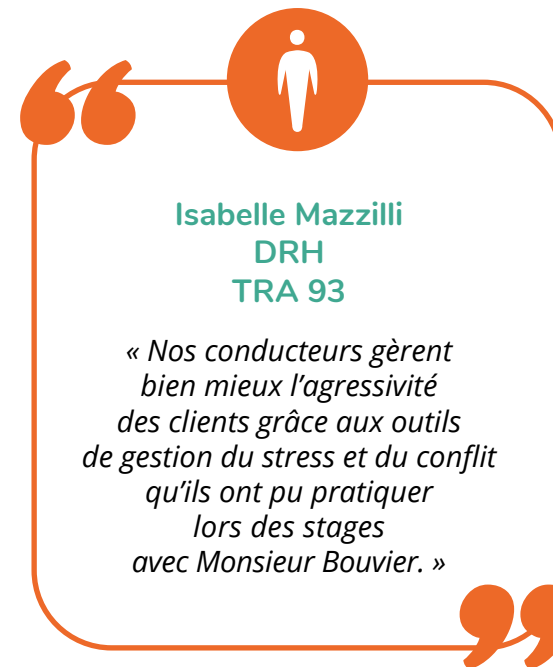 Isabelle Mazzilli
DRH
TRA 93
« Nos conducteurs gèrent
bien mieux l’agressivité
des clients grâce aux outils
de gestion du stress et du conflit
qu’ils ont pu pratiquer
lors des stages
avec Monsieur Bouvier. »